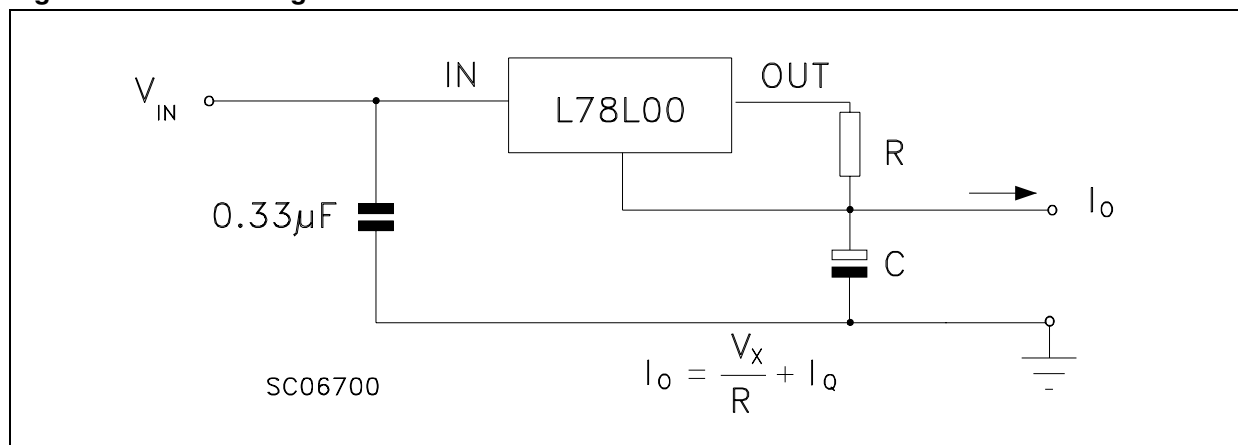 V_IN
IN
L78L00
OUT
R
I_O
0.33µF
C
I_O = V_X / R + I_Q
SC06700